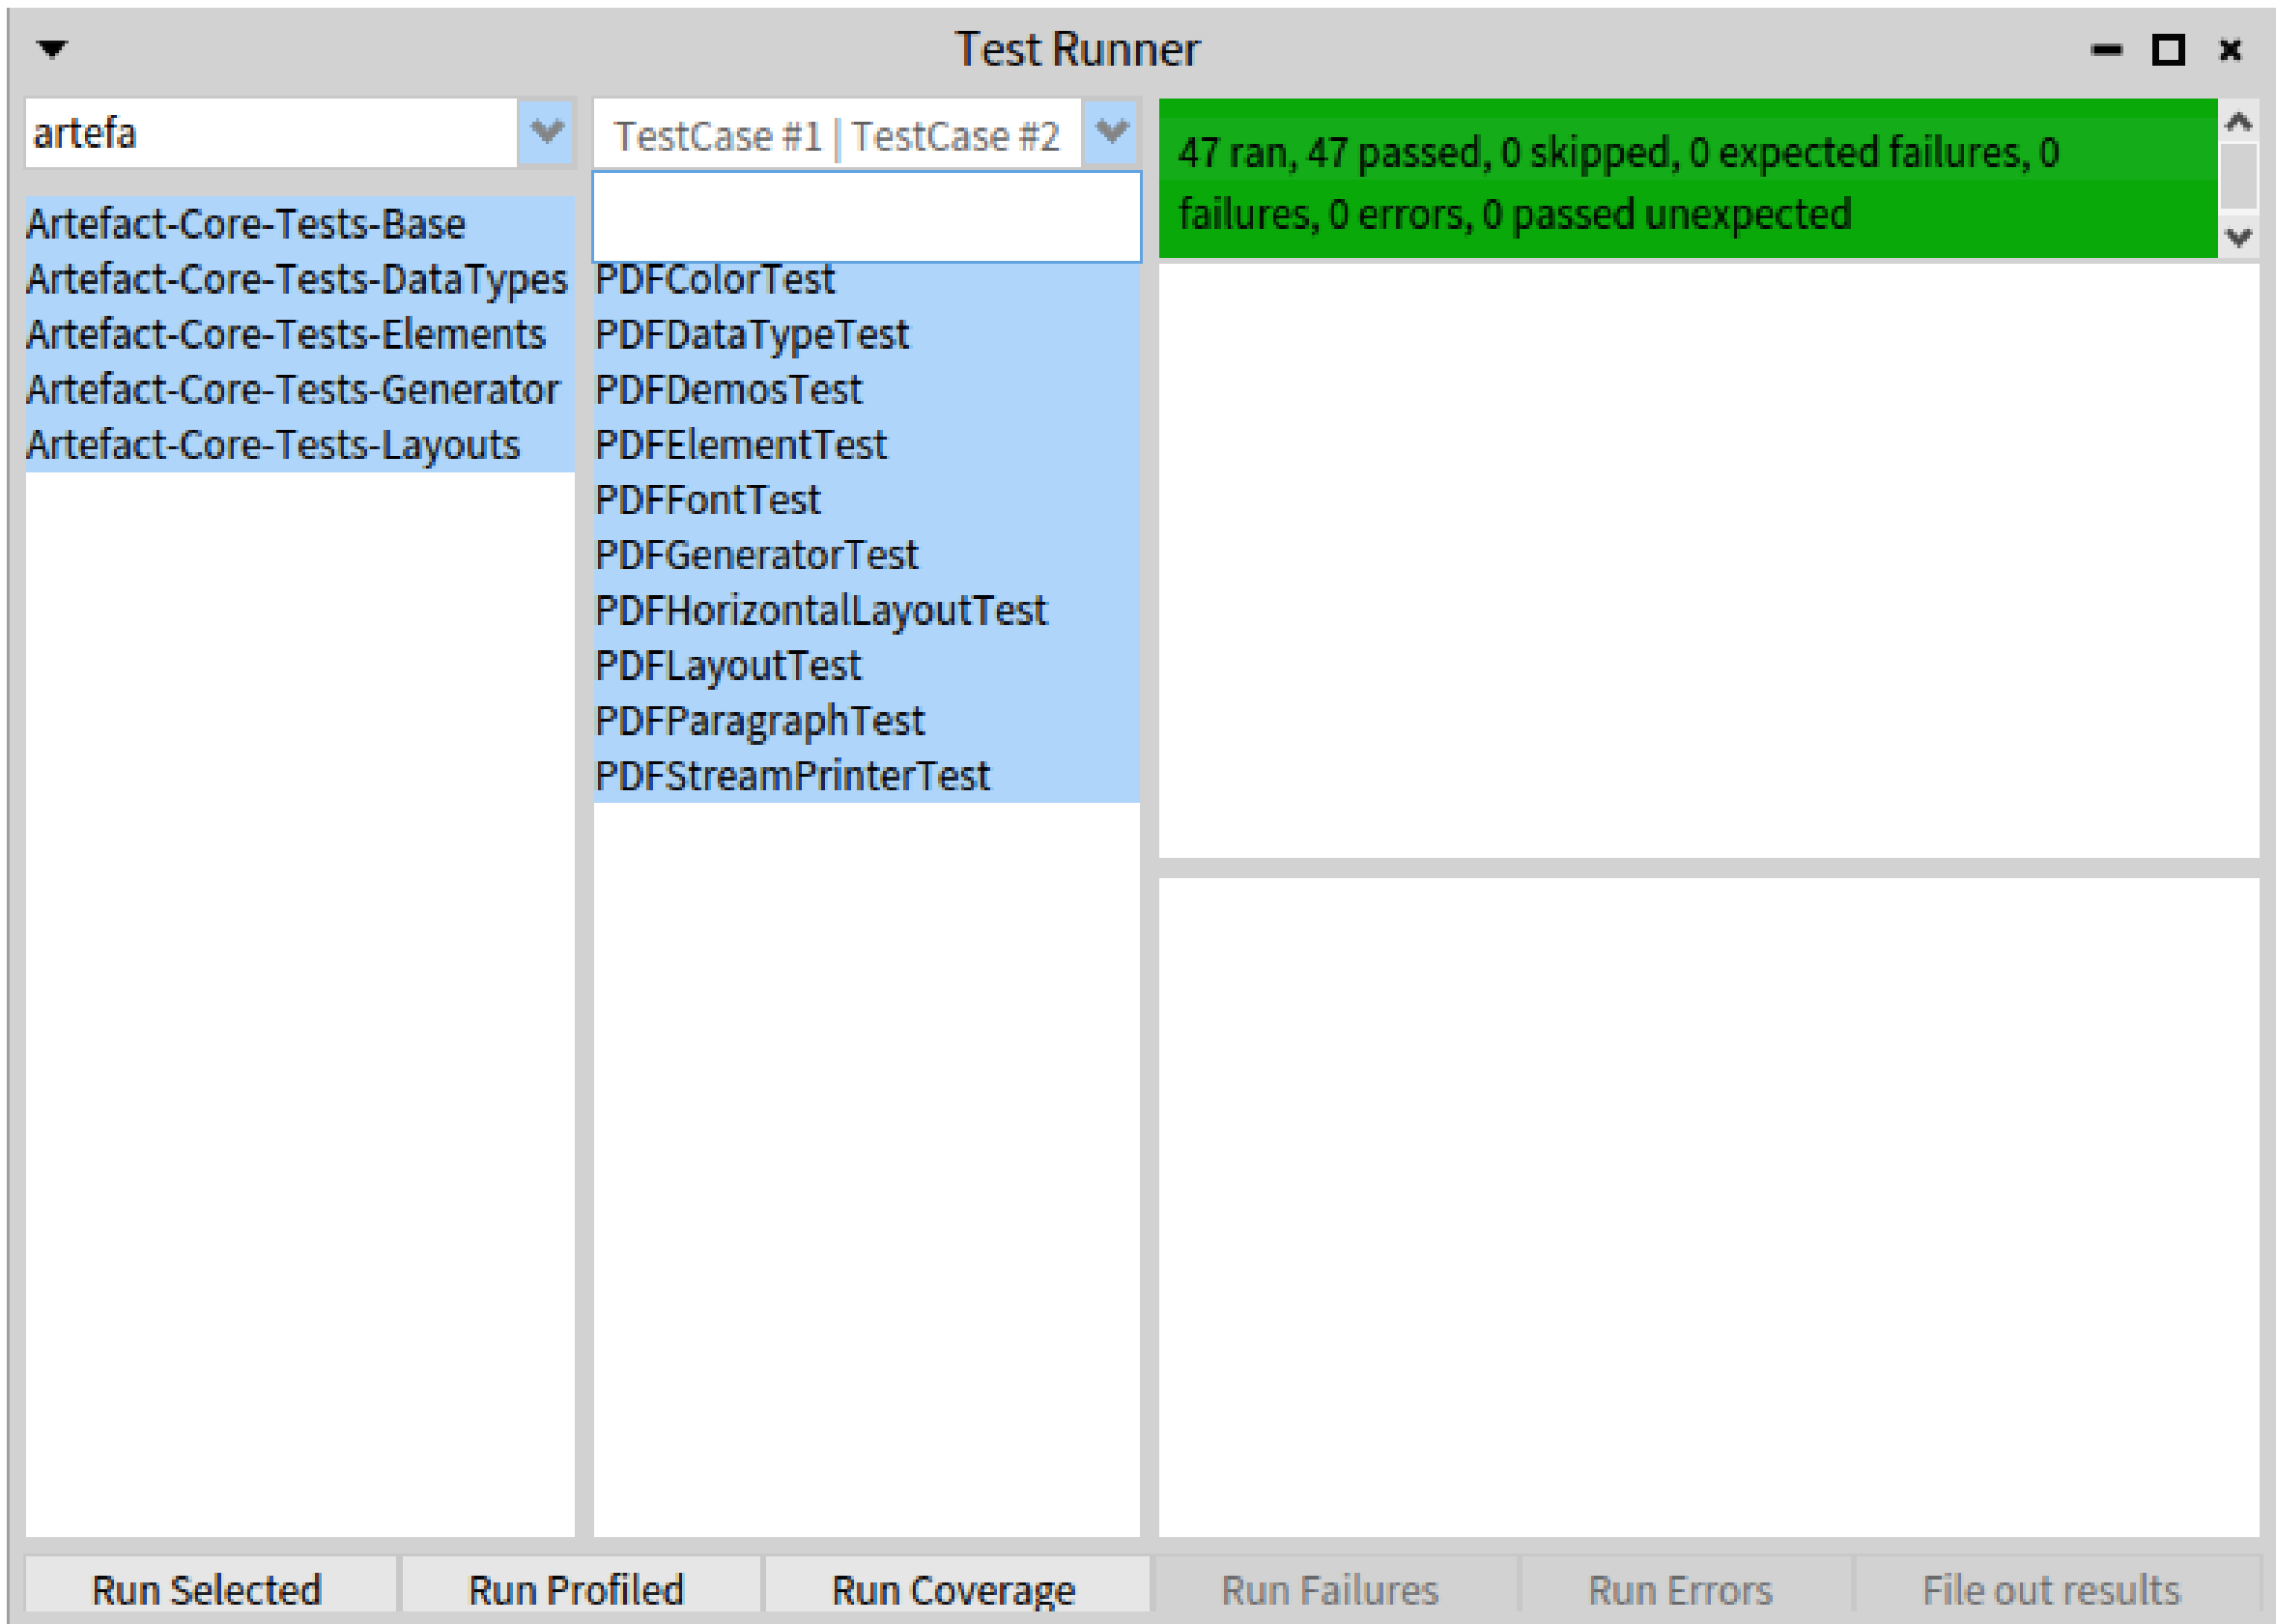 Test Runner
artefa
Artefact-Core-Tests-Base
Artefact-Core-Tests-DataTypes
Artefact-Core-Tests-Elements
Artefact-Core-Tests-Generator
Artefact-Core-Tests-Layouts
TestCase #1 | TestCase #2
PDFColorTest
PDFDataTypeTest
PDFDemosTest
PDFElementTest
PDFFontTest
PDFGeneratorTest
PDFHorizontalLayoutTest
PDFLayoutTest
PDFParagraphTest
PDFStreamPrinterTest
47 ran, 47 passed, 0 skipped, 0 expected failures, 0
failures, 0 errors, 0 passed unexpected
Run Selected
Run Profiled
Run Coverage
Run Failures
Run Errors
File out results